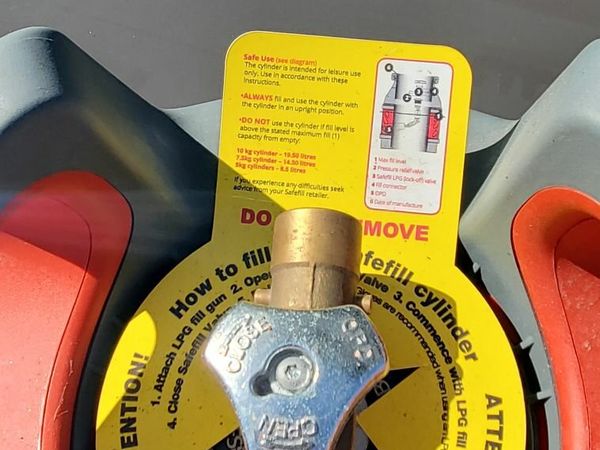 Safe Use (see diagram)
The cylinder is intended for leisure use
only. Use in accordance with these
instructions.
•ALWAYS fill and use the cylinder with
the cylinder in an upright position.
•DO NOT use the cylinder if fill level is
above the stated maximum fill (1)
capacity from empty:
10 kg cylinder – 19.50 litres
7.5kg cylinder – 14.50 litres
5kg cylinders – 8.5 litres
If you experience any difficulties seek
advice from your Safefill retailer.
1 Max fill level
2 Pressure relief valve
3 Safefill LPG (lock-off) valve
4 Fill connector
5 OPD
6 Date of manufacture
DO MOVE
How to fill Safefill cylinder
1. Attach LPG fill gun 2. Open Valve 3. Commence with LPG fill
4. Close Safefill
Gloves are recommended when using
ATTE
ENTION!
CLOSE
OPD
OPEN